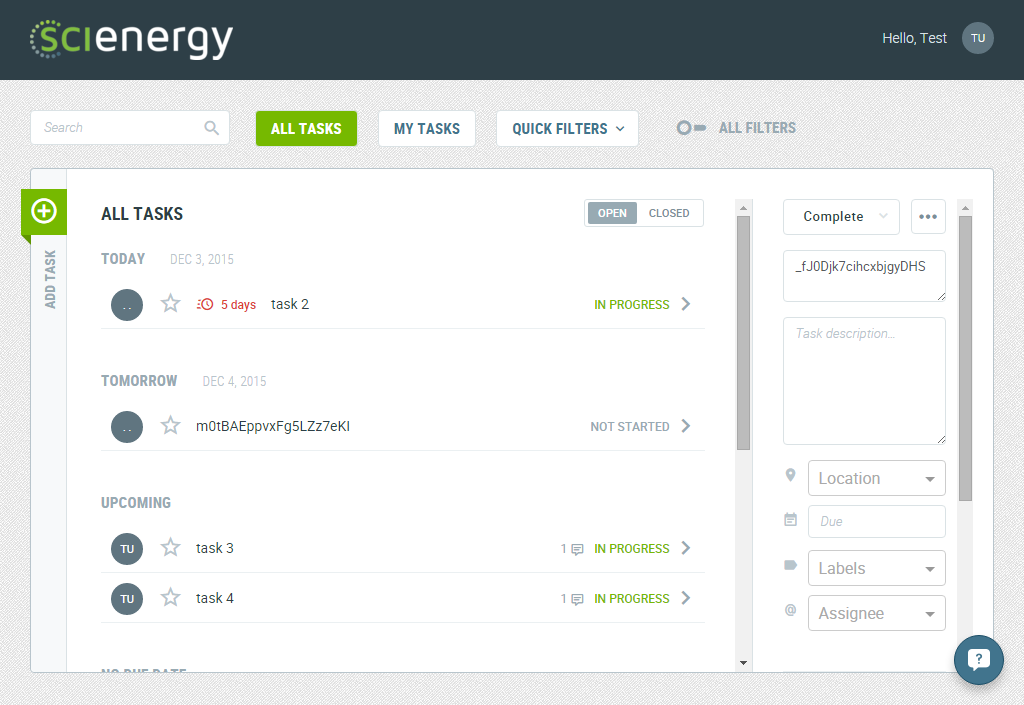 scienergy
Hello, Test TU
Search ALL TASKS MY TASKS QUICK FILTERS ALL FILTERS
ADD TASK
ALL TASKS OPEN CLOSED
TODAY DEC 3, 2015
.. 5 days task 2 IN PROGRESS
TOMORROW DEC 4, 2015
.. m0tBAEppvxFg5LZz7eKI NOT STARTED
UPCOMING
TU task 3 1 IN PROGRESS
TU task 4 1 IN PROGRESS
NO DUE DATE
Complete
_fJ0Djk7cihcxbjgyDHS
Task description...
Location
Due
Labels
@ Assignee
?